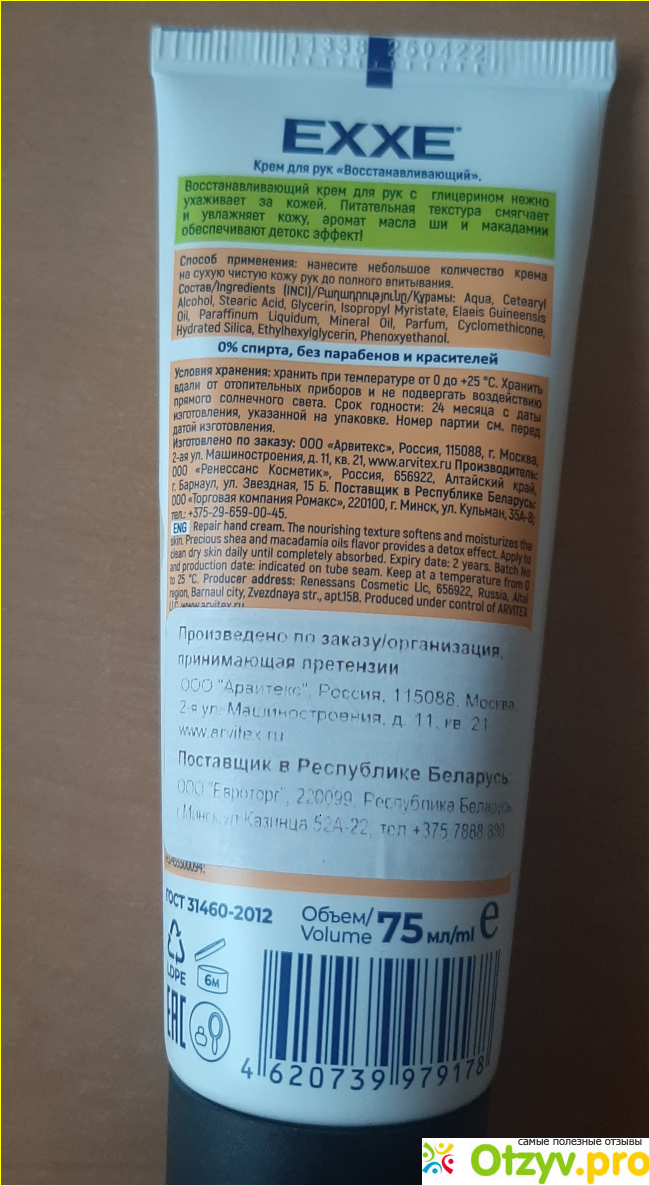 11338 250422
EXXE
Крем для рук «Восстанавливающий».
Восстанавливающий крем для рук с глицерином нежно
ухаживает за кожей. Питательная текстура смягчает
и увлажняет кожу, аромат масла ши и макадамии
обеспечивают детокс эффект!
Способ применения: нанесите небольшое количество крема
на сухую чистую кожу рук до полного впитывания.
Состав/Ingredients (INCI)/Բաղադրությունը/Құрамы: Aqua, Cetearyl
Alcohol, Stearic Acid, Glycerin, Isopropyl Myristate, Elaeis Guineensis
Oil, Paraffinum Liquidum, Mineral Oil, Parfum, Cyclomethicone,
Hydrated Silica, Ethylhexylglycerin, Phenoxyethanol.
0% спирта, без парабенов и красителей
Условия хранения: хранить при температуре от 0 до +25 °С. Хранить
вдали от отопительных приборов и не подвергать воздействию
прямого солнечного света. Срок годности: 24 месяца с даты
изготовления, указанной на упаковке. Номер партии см. перед
датой изготовления.
Изготовлено по заказу: ООО «Арвитекс», Россия, 115088, г. Москва,
2-ая ул. Машиностроения, д. 11, кв. 21, www.arvitex.ru Производитель:
ООО «Ренессанс Косметик», Россия, 656922, Алтайский край,
г. Барнаул, ул. Звездная, 15 Б. Поставщик в Республике Беларусь:
ООО «Торговая компания Ромакс», 220100, г. Минск, ул. Кульман, 35А-8;
тел.: +375-29-659-00-45.
ENG Repair hand cream. The nourishing texture softens and moisturizes the
skin. Precious shea and macadamia oils flavor provides a detox effect. Apply to
clean dry skin daily until completely absorbed. Expiry date: 2 years. Batch No
and production date: indicated on tube seam. Keep at a temperature from 0
to 25 °C. Producer address: Renessans Cosmetic Llc, 656922, Russia, Altai
region, Barnaul city, Zvezdnaya str., apt.15B. Produced under control of ARVITEX
LLC www.arvitex.ru
Произведено по заказу/организация,
принимающая претензии
ООО "Арвитекс", Россия, 115088, Москва
2-я ул. Машиностроения, д. 11, кв. 21
www.arvitex.ru
Поставщик в Республике Беларусь:
ООО "Евроторг", 220099, Республика Беларусь,
г.Минск, ул Казинца 52А-22, тел +375 7888 880
ГОСТ 31460-2012
Объем/
Volume 75 мл/ml e
LDPE
6м
EAC
4 620739 979178
самые полезные отзывы
Otzyv.pro